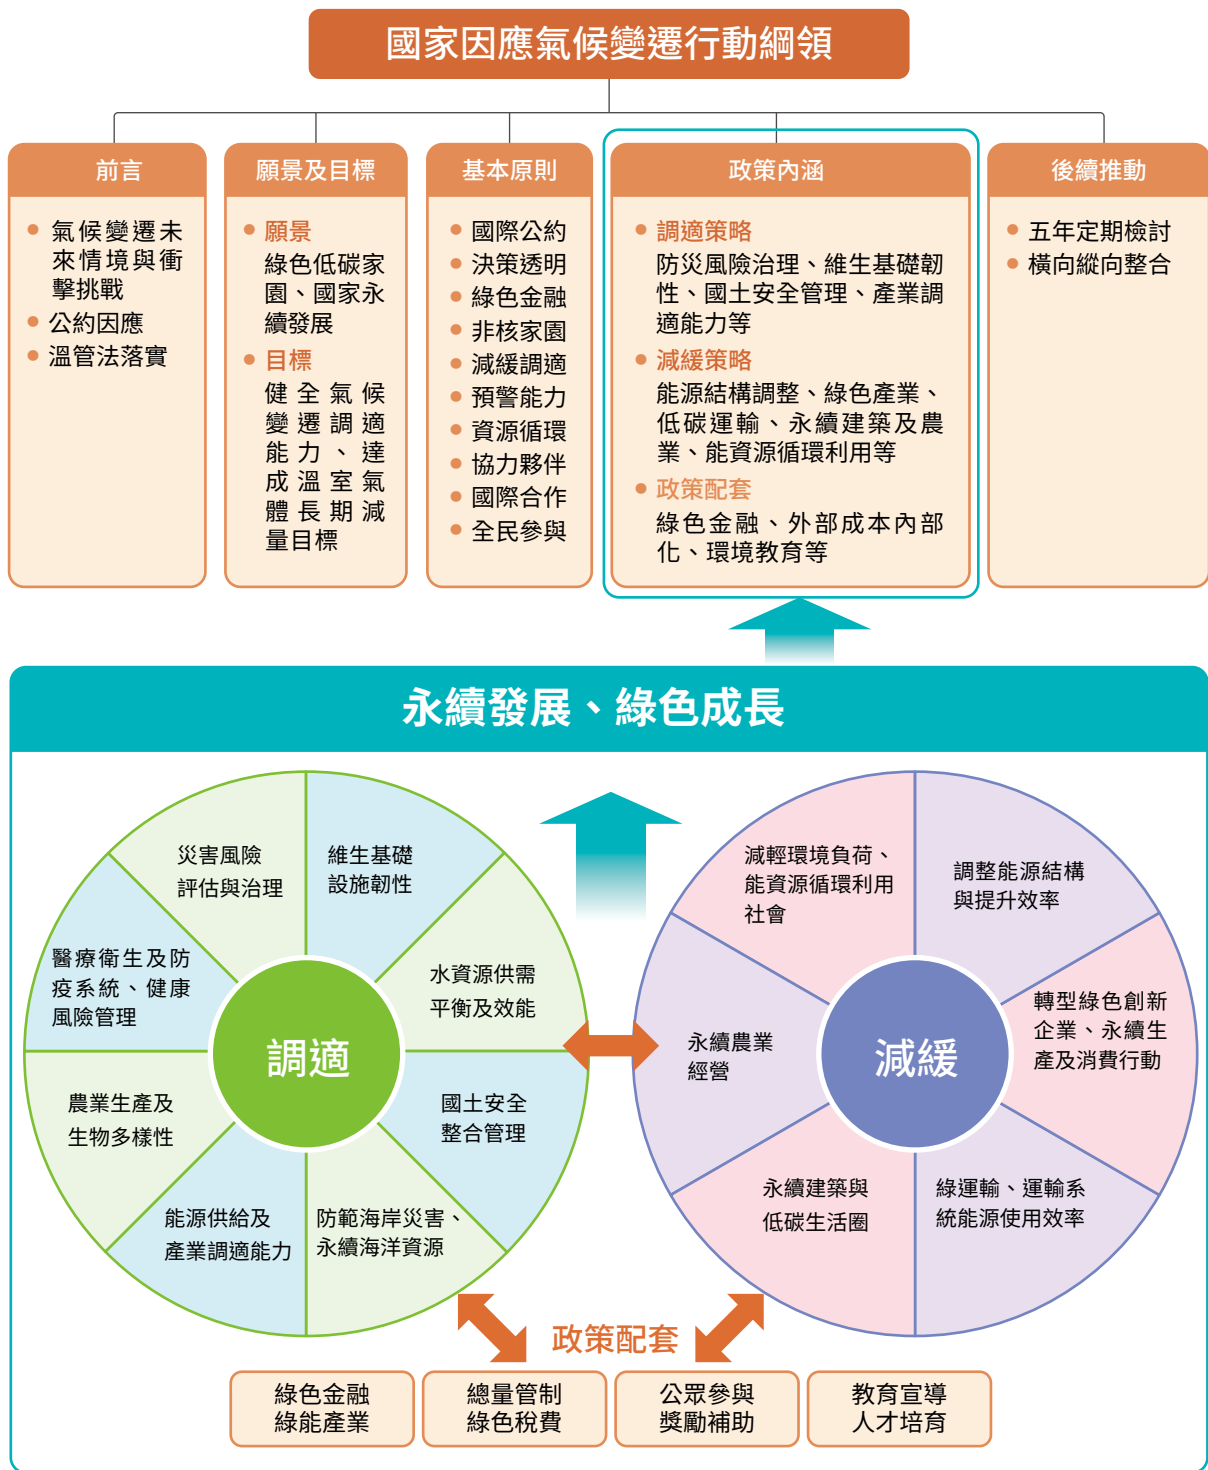 國家因應氣候變遷行動綱領
前言
氣候變遷未
來情境與衝
擊挑戰
公約因應
溫管法落實
願景及目標
願景
綠色低碳家
園、國家永
續發展
目標
健全氣候
變遷調適
能力、達
成溫室氣
體長期減
量目標
基本原則
國際公約
決策透明
綠色金融
非核家園
減緩調適
預警能力
資源循環
協力夥伴
國際合作
全民參與
政策內涵
調適策略
防災風險治理、維生基礎韌
性、國土安全管理、產業調
適能力等
減緩策略
能源結構調整、綠色產業、
低碳運輸、永續建築及農
業、能資源循環利用等
政策配套
綠色金融、外部成本內部
化、環境教育等
後續推動
五年定期檢討
橫向縱向整合
永續發展、綠色成長
災害風險
評估與治理
維生基礎
設施韌性
醫療衛生及防
疫系統、健康
風險管理
水資源供需
平衡及效能
調適
農業生產及
生物多樣性
國土安全
整合管理
能源供給及
產業調適能力
防範海岸災害、
永續海洋資源
減輕環境負荷、
能資源循環利用
社會
調整能源結構
與提升效率
永續農業
經營
轉型綠色創新
企業、永續生
產及消費行動
減緩
永續建築與
低碳生活圈
綠運輸、運輸系
統能源使用效率
政策配套
綠色金融
綠能產業
總量管制
綠色稅費
公眾參與
獎勵補助
教育宣導
人才培育